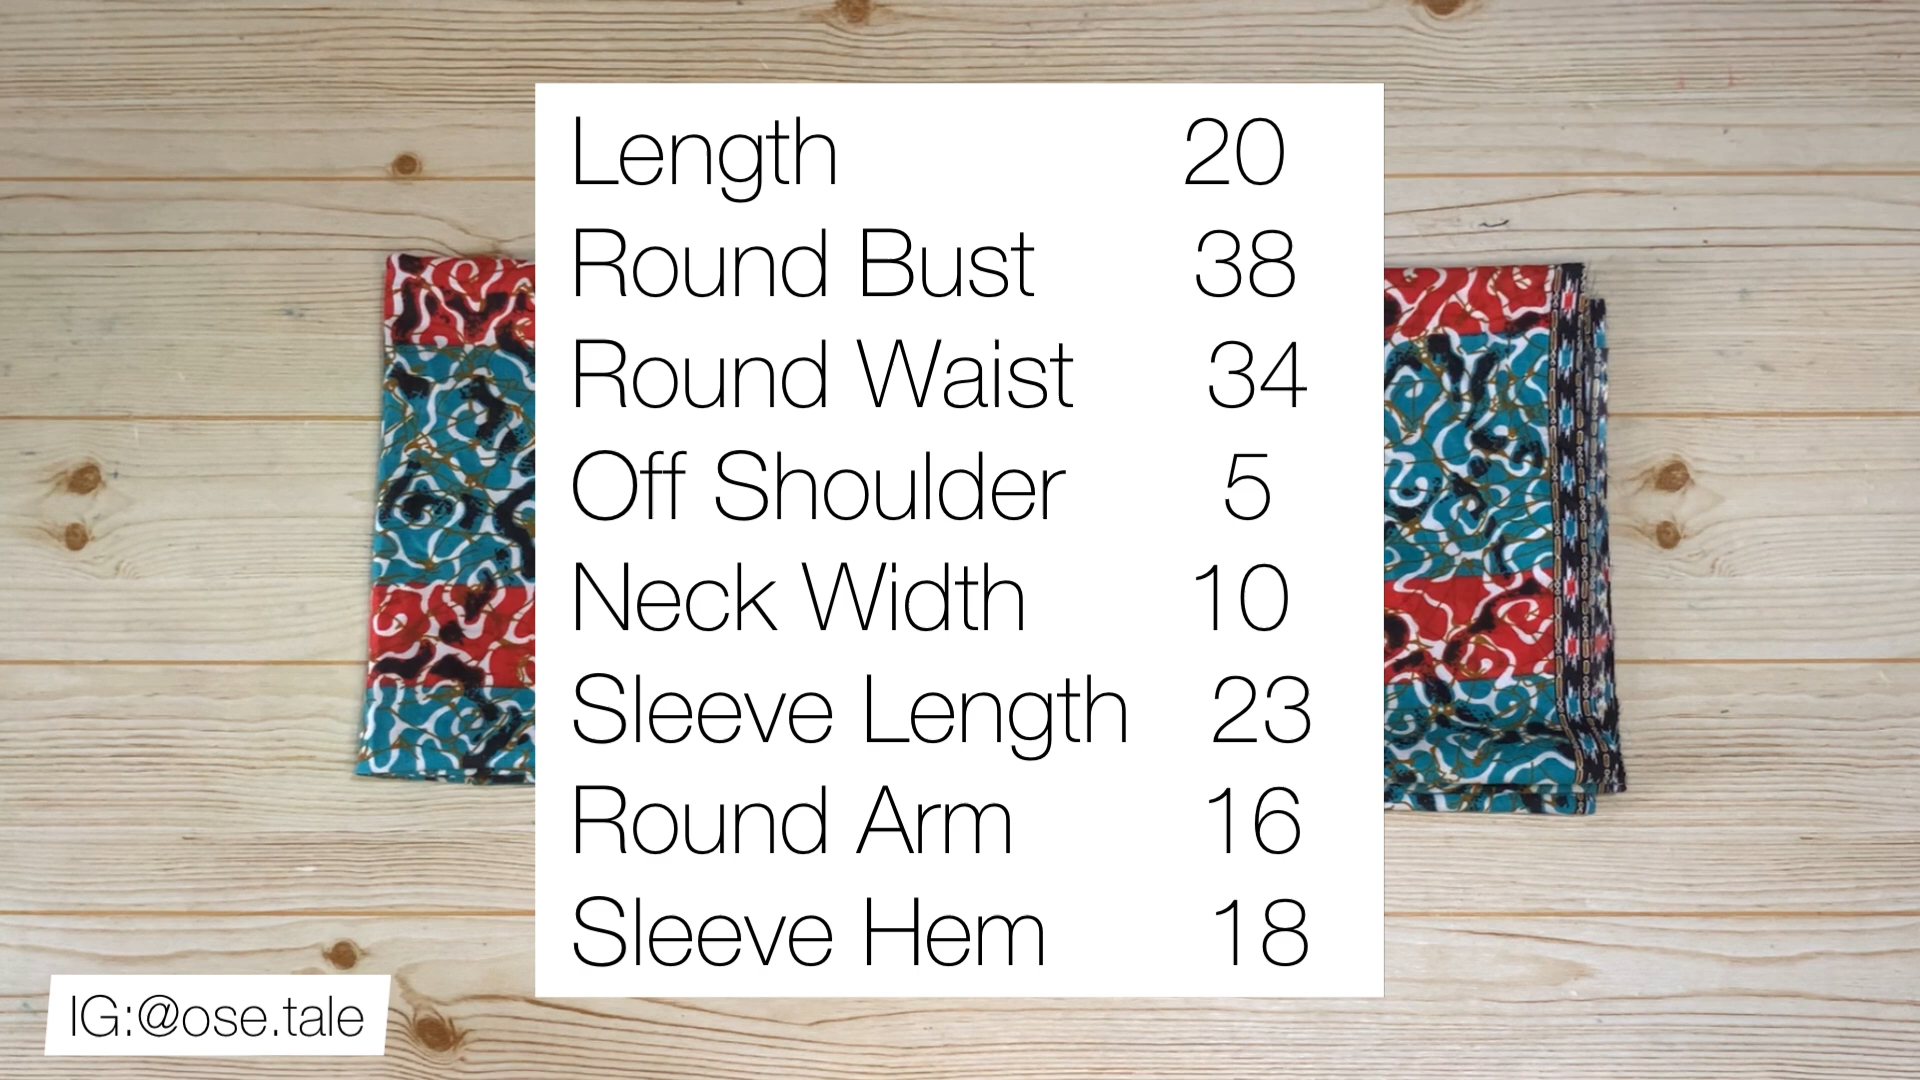 Length 20
Round Bust 38
Round Waist 34
Off Shoulder 5
Neck Width 10
Sleeve Length 23
Round Arm 16
Sleeve Hem 18
IG:@ose.tale